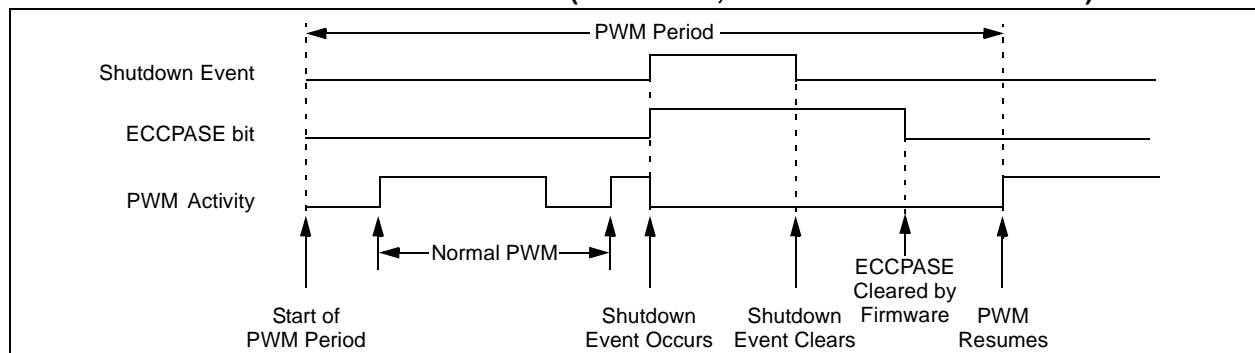 PWM Period
Shutdown Event
ECCPASE bit
PWM Activity
Normal PWM
Start of
PWM Period
Shutdown
Event Occurs
Shutdown
Event Clears
ECCPASE
Cleared by
Firmware
PWM
Resumes